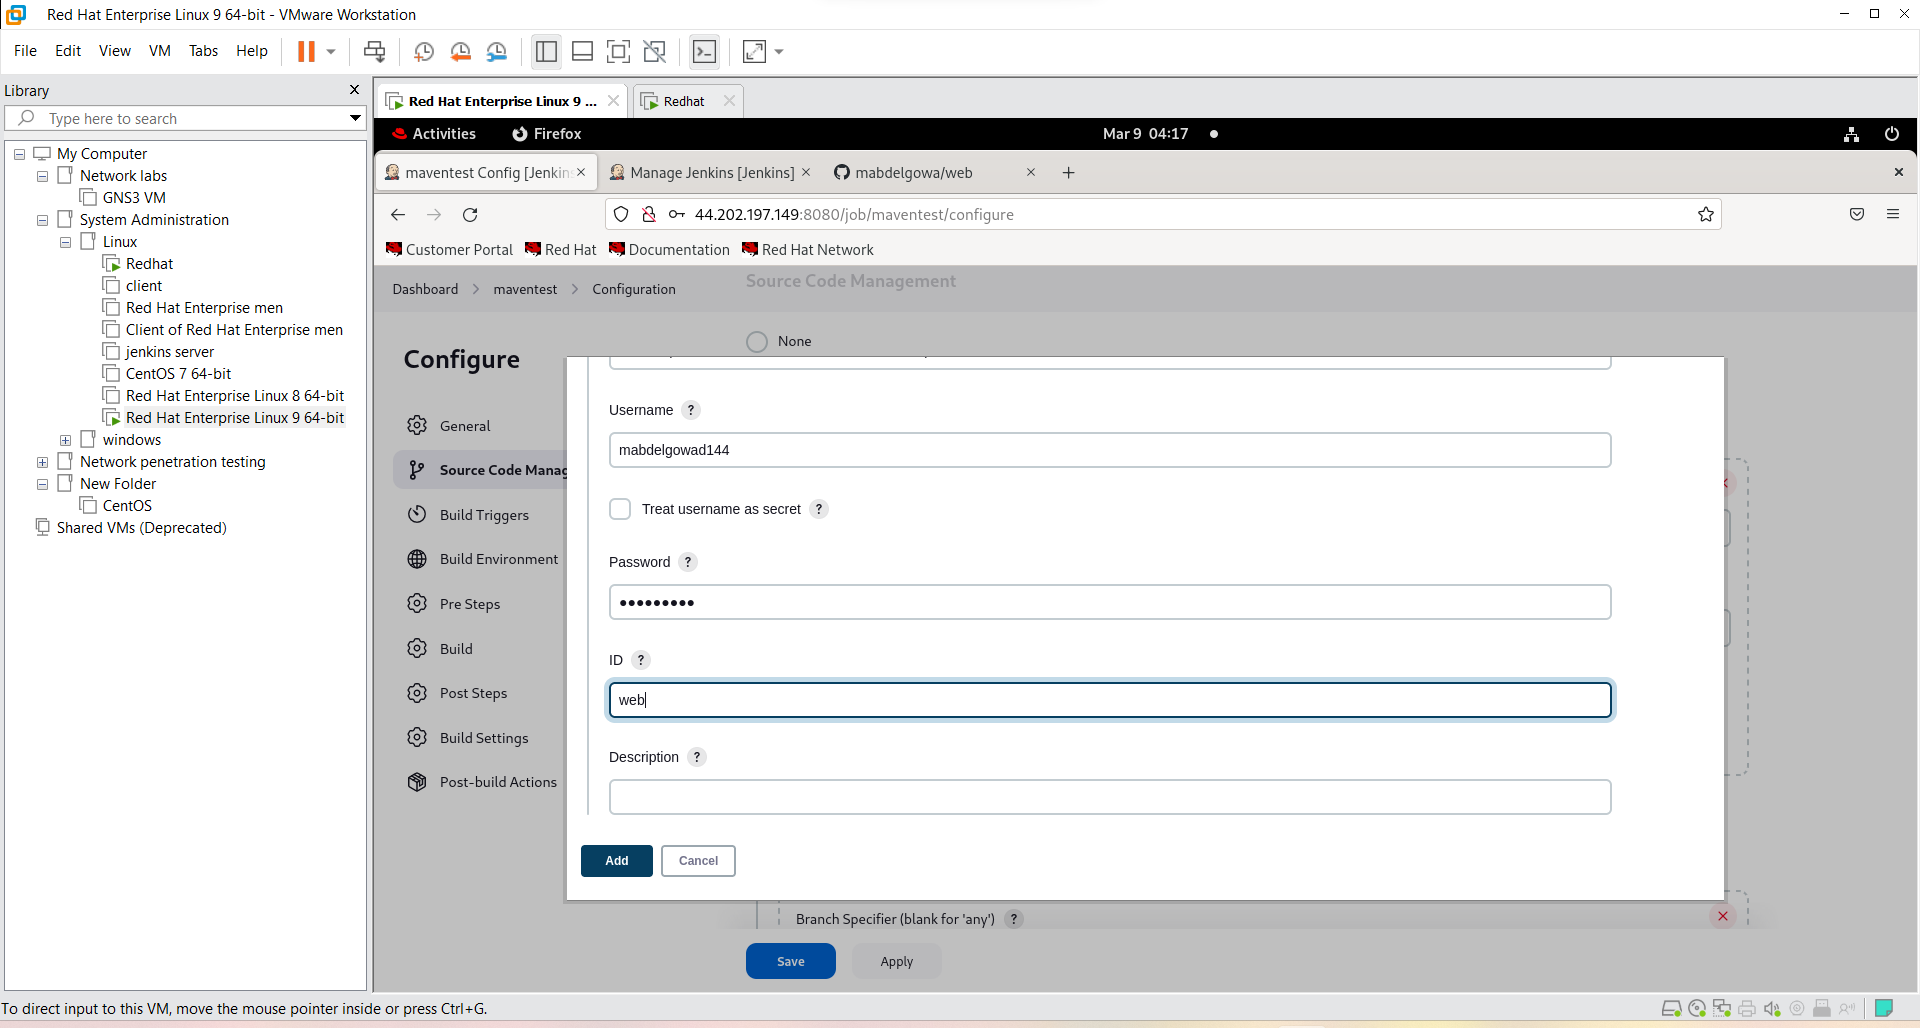 Red Hat Enterprise Linux 9 64-bit - VMware Workstation
File Edit View VM Tabs Help
Library
Type here to search
My Computer
Network labs
GNS3 VM
System Administration
Linux
Redhat
client
Red Hat Enterprise men
Client of Red Hat Enterprise men
jenkins server
CentOS 7 64-bit
Red Hat Enterprise Linux 8 64-bit
Red Hat Enterprise Linux 9 64-bit
windows
Network penetration testing
New Folder
CentOS
Shared VMs (Deprecated)
Red Hat Enterprise Linux 9 ... Redhat
Activities Firefox Mar 9 04:17
maventest Config [Jenkins Manage Jenkins [Jenkins] mabdelgowa/web
44.202.197.149:8080/job/maventest/configure
Customer Portal Red Hat Documentation Red Hat Network
Dashboard maventest Configuration
Source Code Management
None
Configure
General
Source Code Manag
Build Triggers
Build Environment
Pre Steps
Build
Post Steps
Build Settings
Post-build Actions
Username ?
mabdelgowad144
Treat username as secret ?
Password ?
•••••••••
ID ?
web
Description ?
Add Cancel
Branch Specifier (blank for 'any') ?
Save Apply
To direct input to this VM, move the mouse pointer inside or press Ctrl+G.